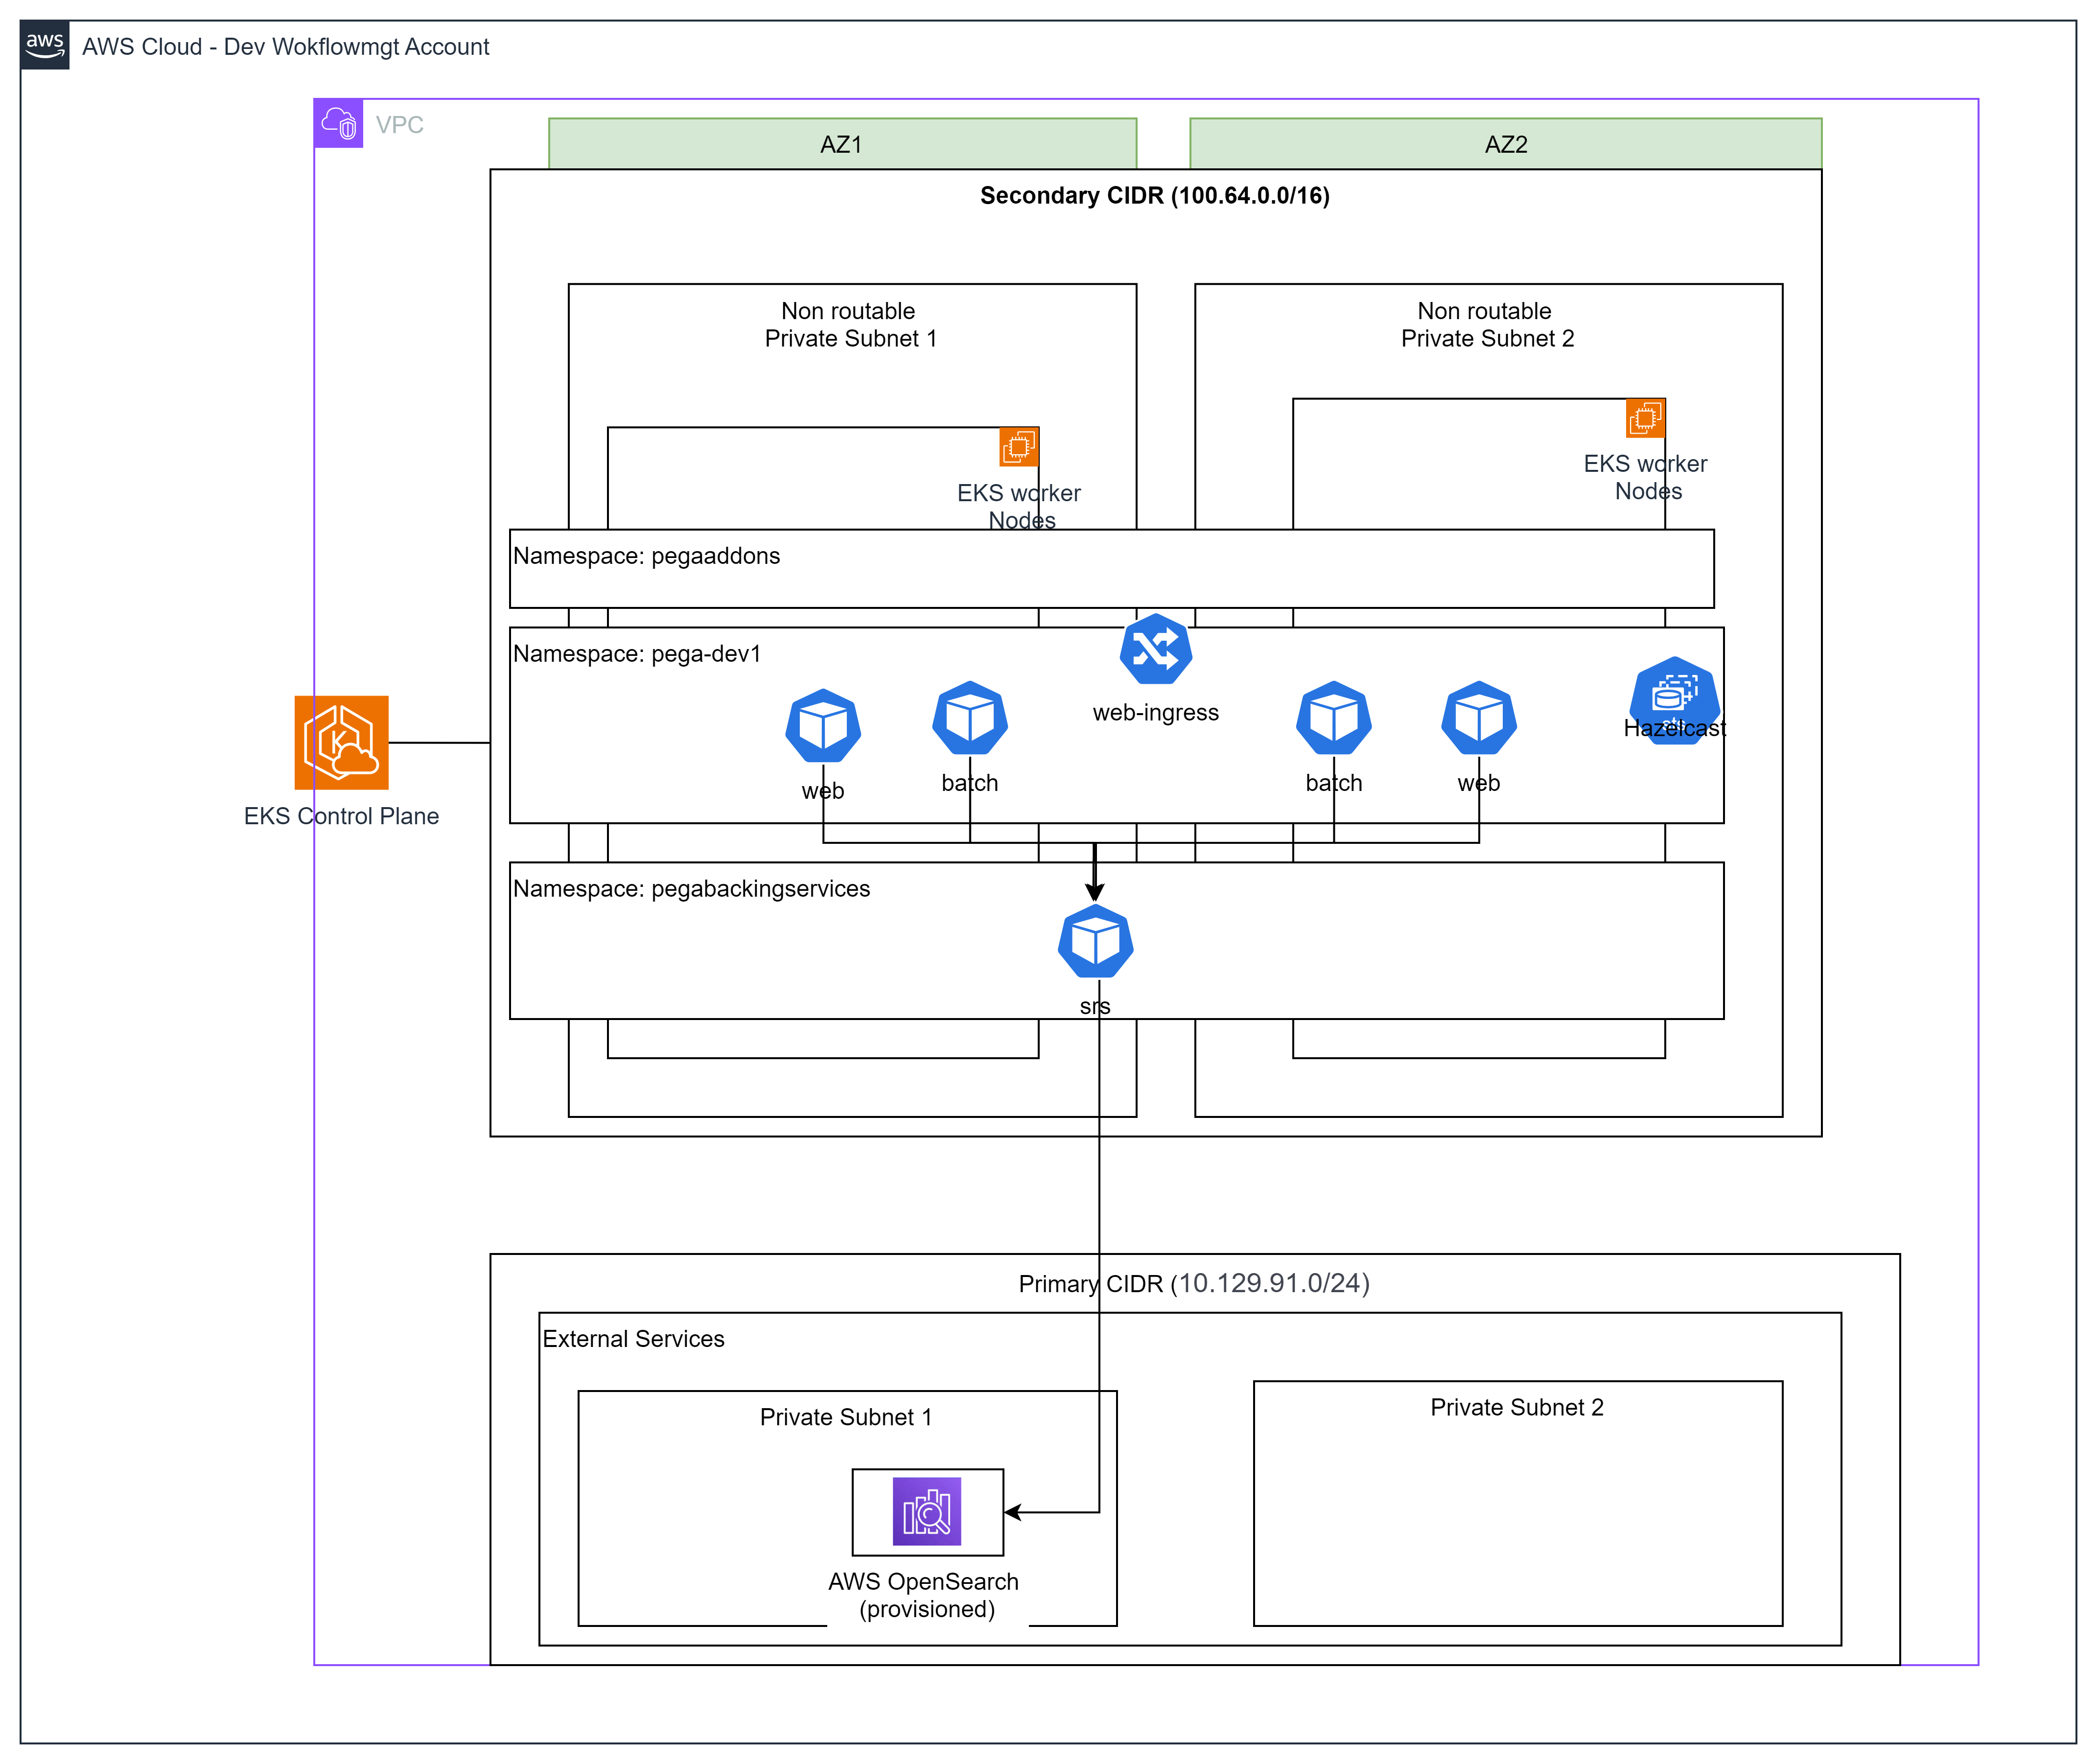 aws
AWS Cloud - Dev Wokflowmgt Account
VPC
AZ1
AZ2
Secondary CIDR (100.64.0.0/16)
Non routable
Private Subnet 1
Non routable
Private Subnet 2
EKS worker
Nodes
EKS worker
Nodes
Namespace: pegaaddons
Namespace: pega-dev1
web-ingress
web
batch
batch
web
sts
Hazelcast
K
EKS Control Plane
Namespace: pegabackingservices
srs
Primary CIDR (10.129.91.0/24)
External Services
Private Subnet 1
Private Subnet 2
AWS OpenSearch
(provisioned)